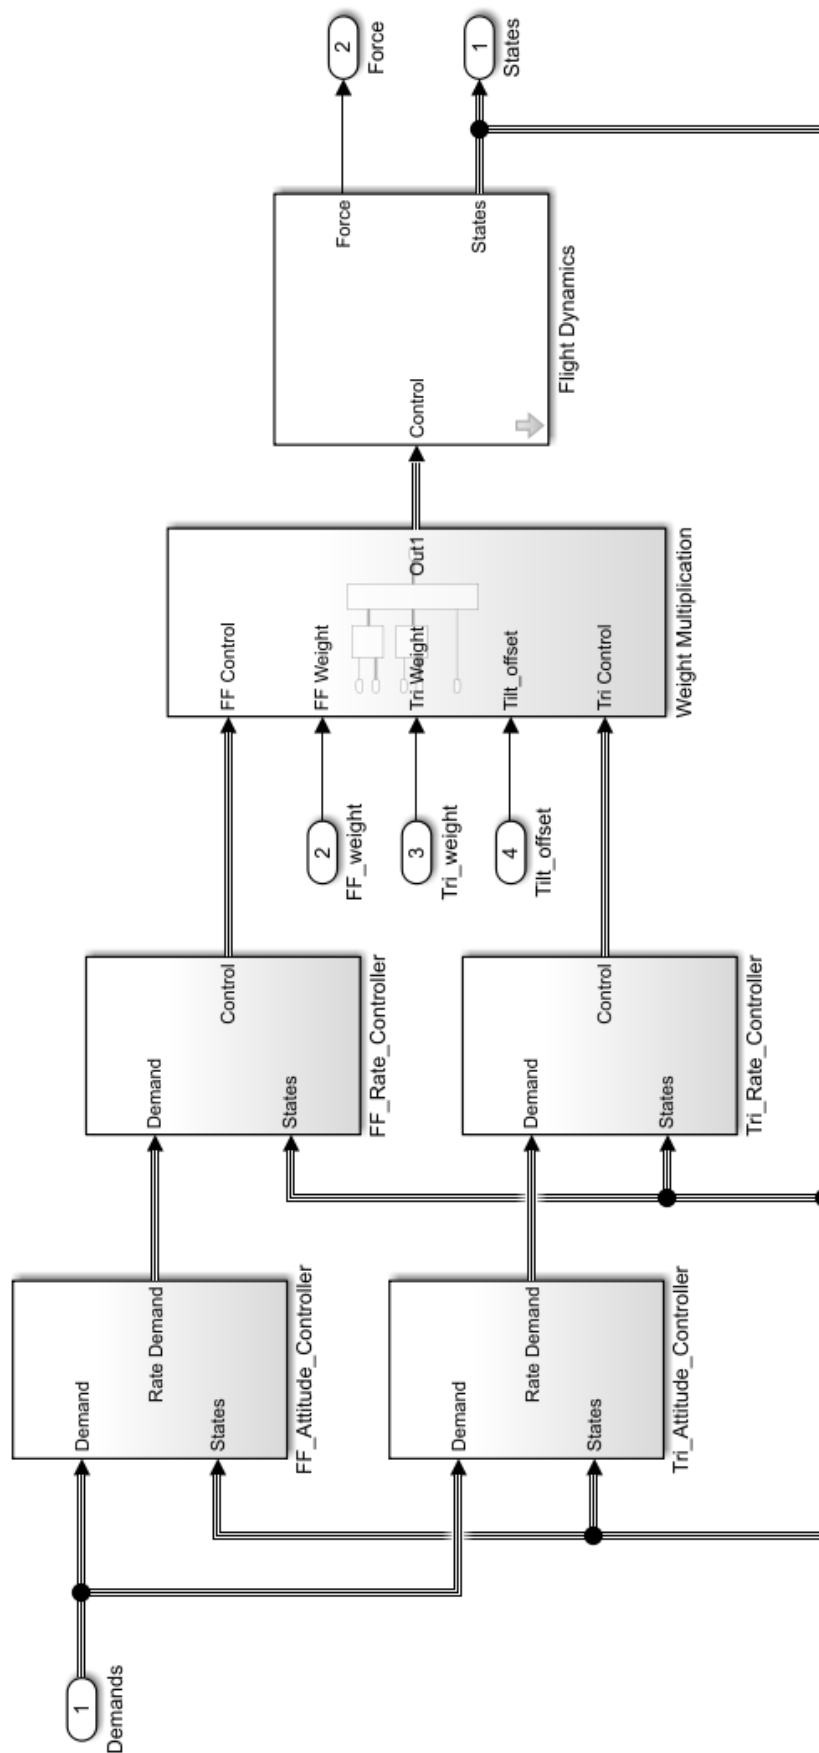 1
Demands
Demand
Rate Demand
States
FF_Attitude_Controller
Demand
Rate Demand
States
Tri_Attitude_Controller
Demand
Control
States
FF_Rate_Controller
Demand
Control
States
Tri_Rate_Controller
2
FF_weight
3
Tri_weight
4
Tilt_offset
FF Control
FF Weight
Tri Weight
Out1
Tilt_offset
Tri Control
Weight Multiplication
Control
Force
States
Flight Dynamics
2
Force
1
States